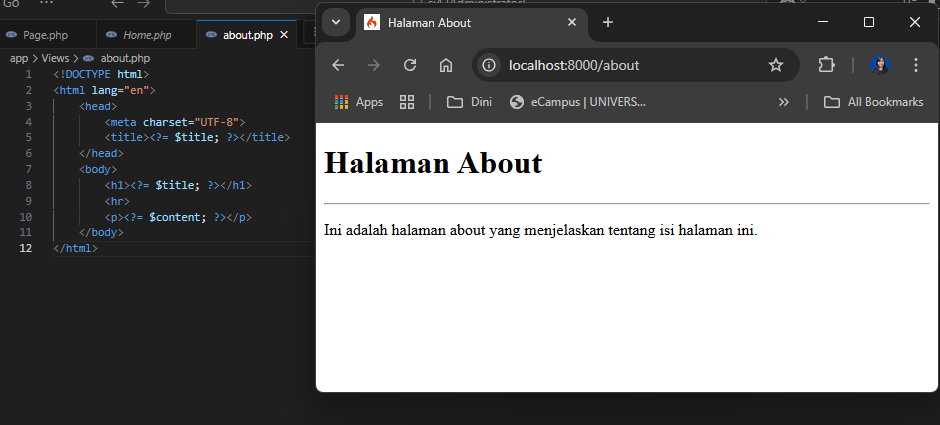 Go ...
Page.php Home.php about.php
app > Views > about.php
1 <!DOCTYPE html>
2 <html lang="en">
3 <head>
4 <meta charset="UTF-8">
5 <title><?= $title; ?></title>
6 </head>
7 <body>
8 <h1><?= $title; ?></h1>
9 <hr>
10 <p><?= $content; ?></p>
11 </body>
12 </html>
Halaman About
localhost:8000/about
Apps Dini eCampus | UNIVERS... » All Bookmarks
Halaman About
Ini adalah halaman about yang menjelaskan tentang isi halaman ini.